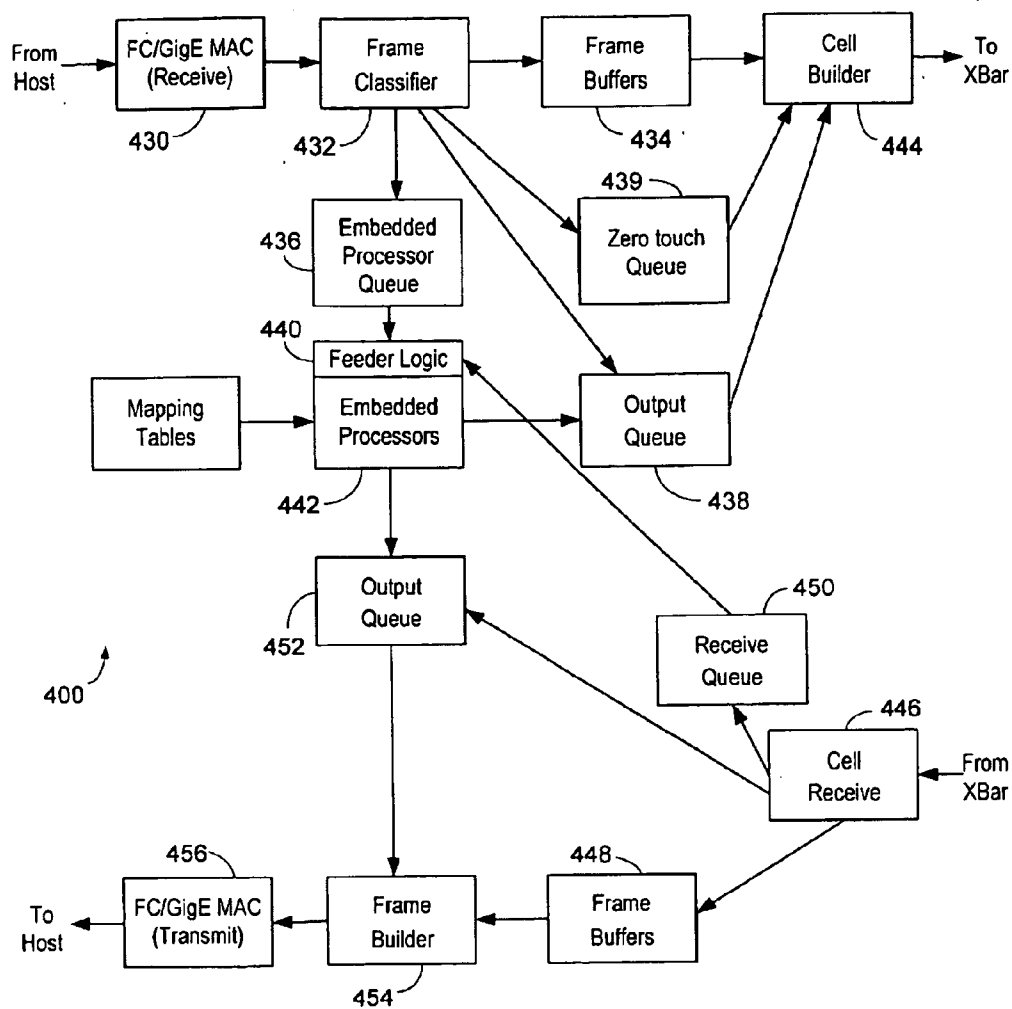 From
Host
FC/GigE MAC
(Receive)
430
Frame
Classifier
432
Frame
Buffers
434
Cell
Builder
444
To
XBar
436
Embedded
Processor
Queue
439
Zero touch
Queue
440
Feeder Logic
Mapping
Tables
Embedded
Processors
442
Output
Queue
438
Output
Queue
452
450
Receive
Queue
400
446
Cell
Receive
From
XBar
456
FC/GigE MAC
(Transmit)
To
Host
Frame
Builder
454
448
Frame
Buffers